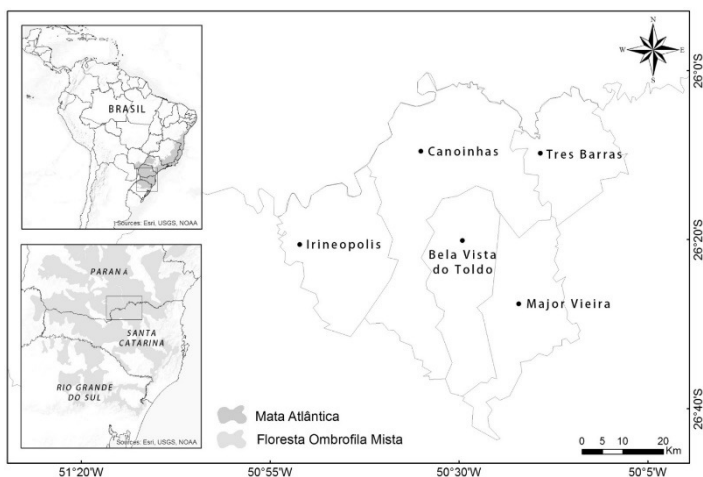 BRASIL
Sources: Esri, USGS, NOAA
PARANÁ
SANTA
CATARINA
RIO GRANDE
DO SUL
Sources: Esri, USGS, NOAA
N
W
E
S
Canoinhas
Tres Barras
Irineopolis
Bela Vista
do Toldo
Major Vieira
Mata Atlântica
Floresta Ombrofila Mista
0 5 10 20
Km
26°0'S
26°20'S
26°40'S
51°20'W
50°55'W
50°30'W
50°5'W